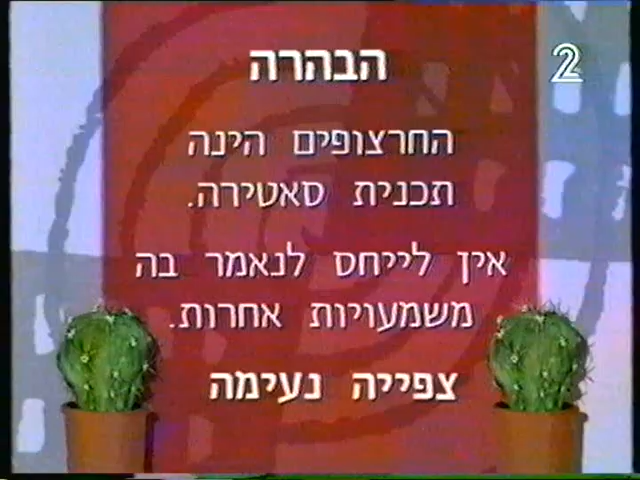 2
הבהרה
החרצופים הינה
תכנית סאטירה.
אין לייחס לנאמר בה
משמעויות אחרות.
צפייה נעימה